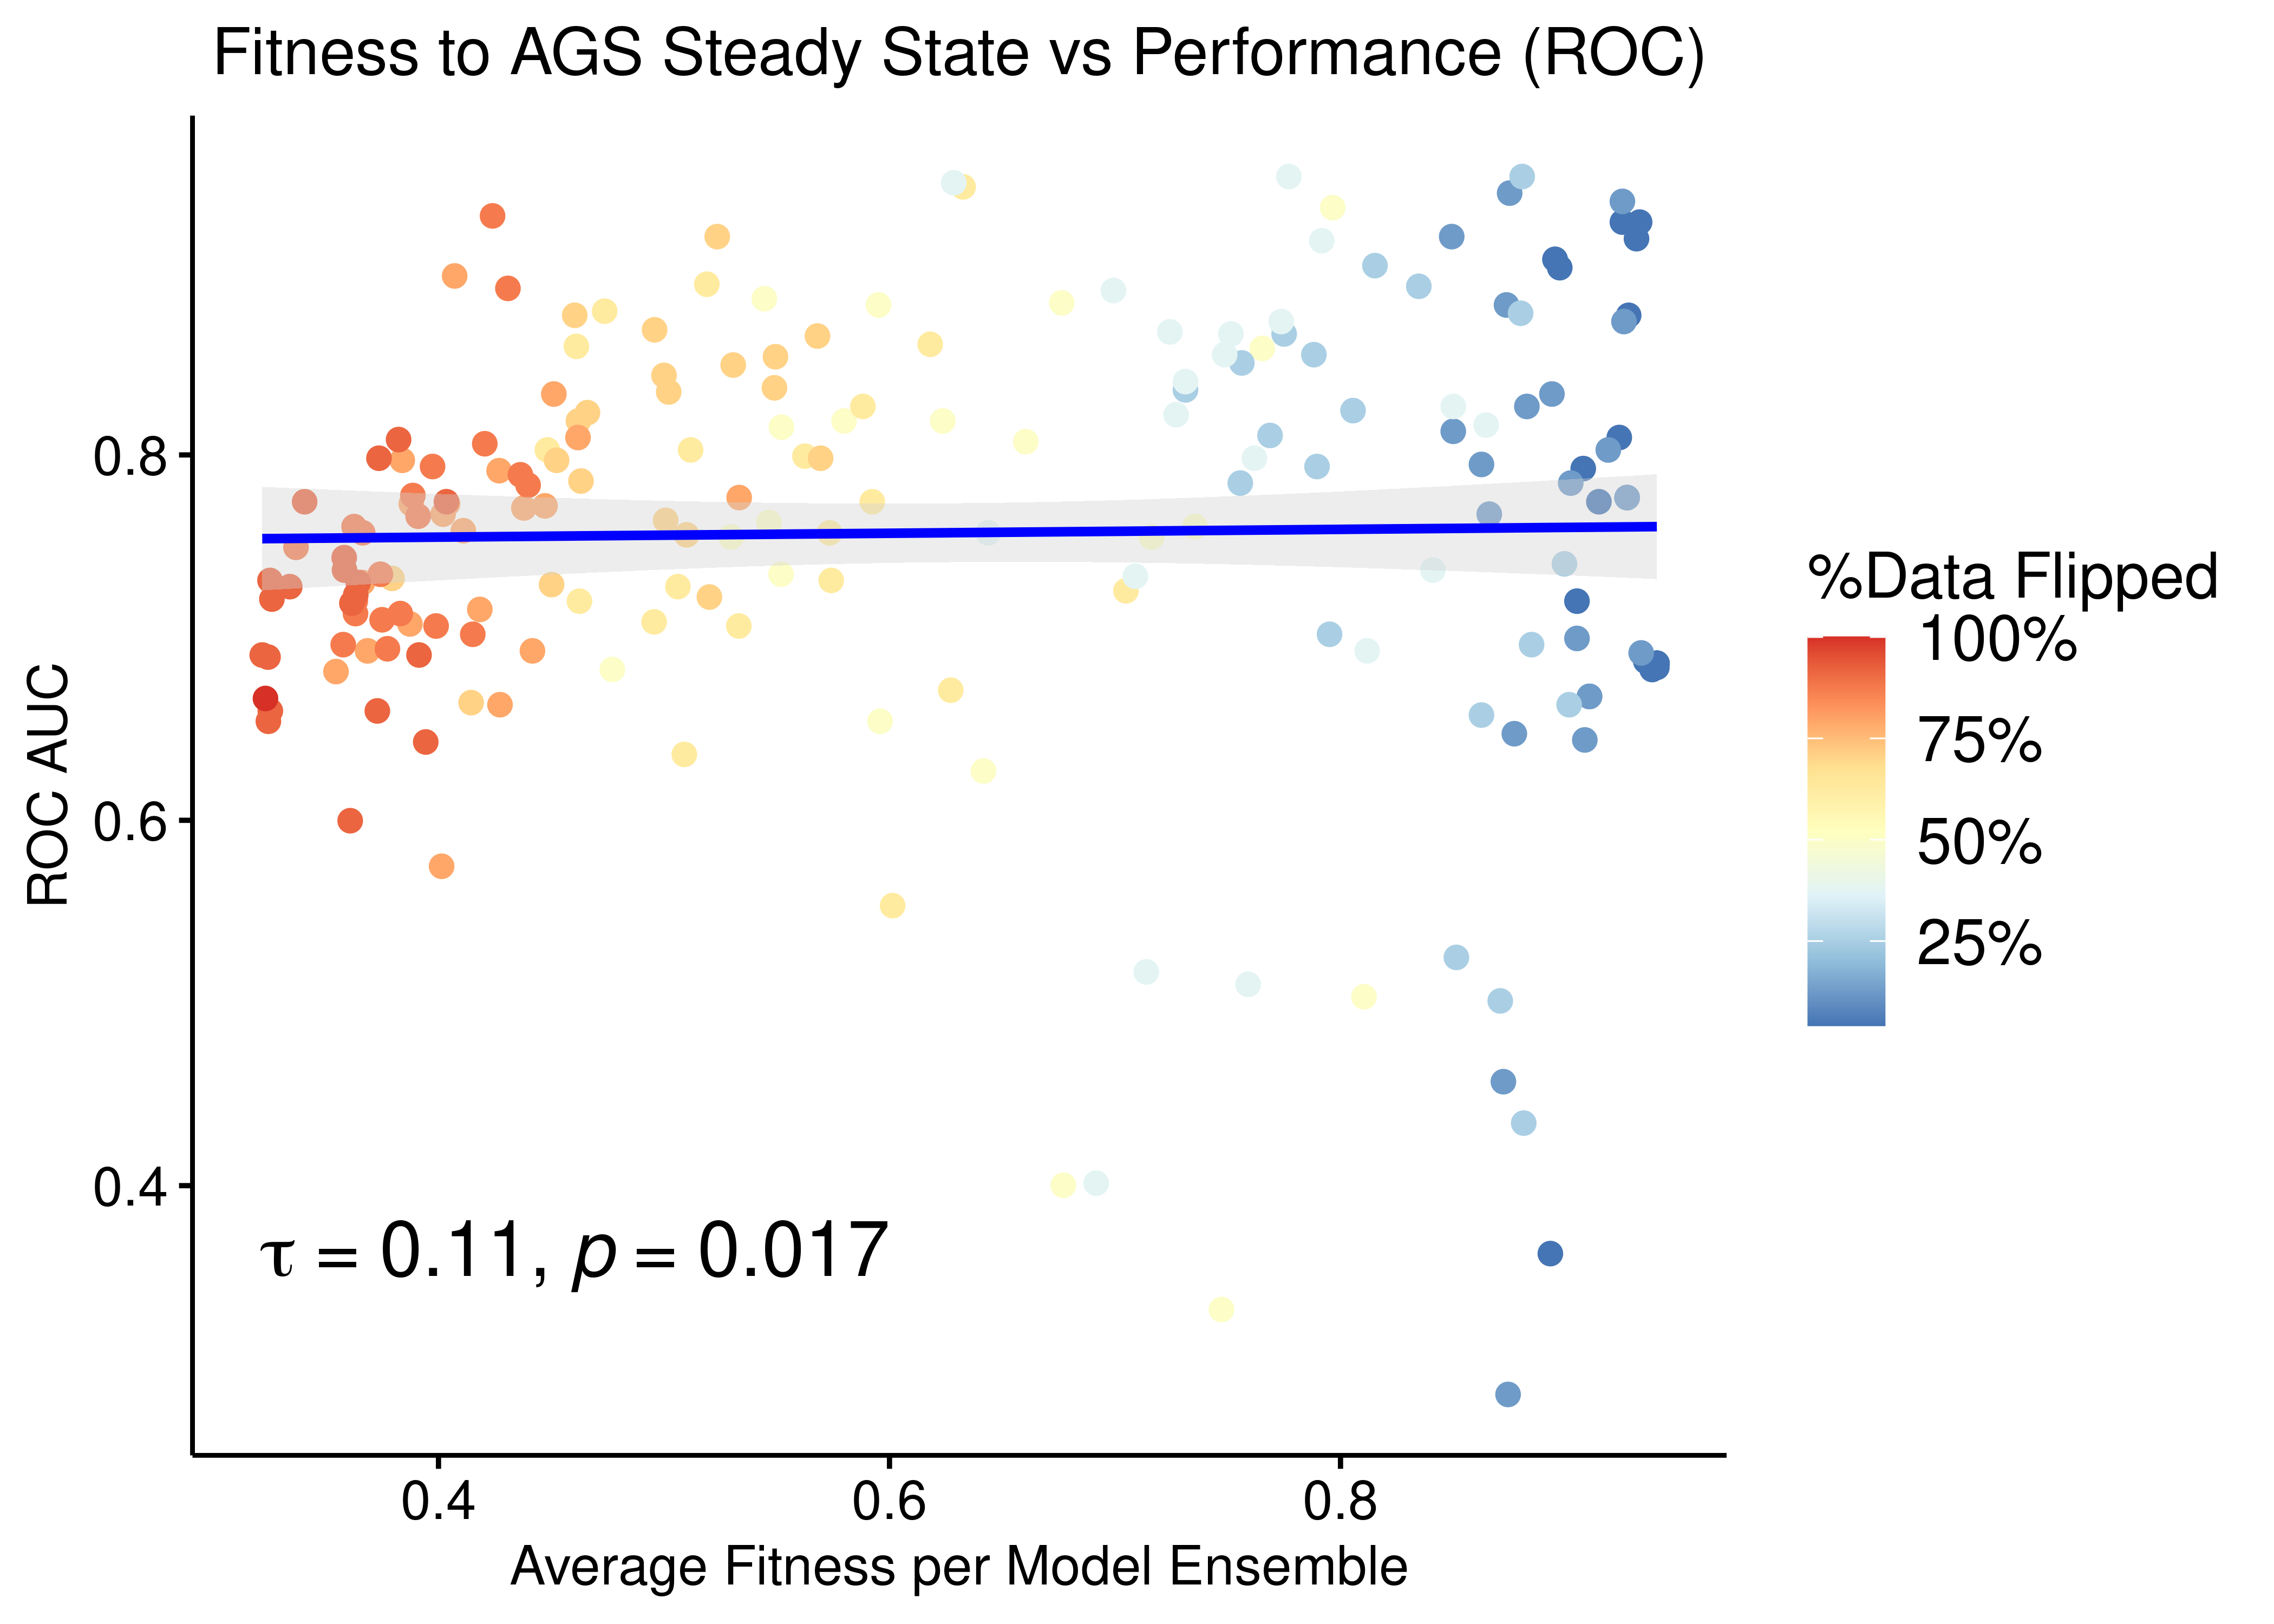 Fitness to AGS Steady State vs Performance (ROC)
ROC AUC
0.8
0.6
0.4
τ = 0.11, p = 0.017
0.4
0.6
0.8
Average Fitness per Model Ensemble
%Data Flipped
100%
75%
50%
25%